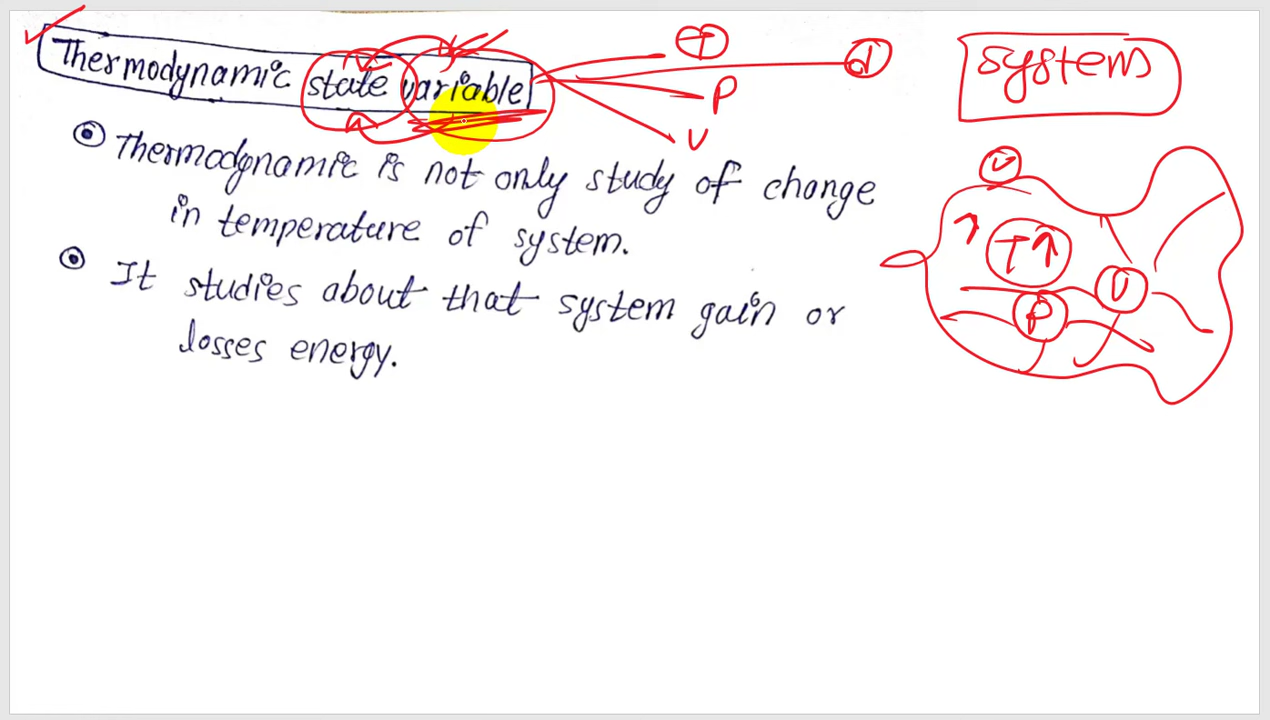 Thermodynamic state variable
T
d
P
V
system
Thermodynamic is not only study of change
in temperature of system.
It studies about that system gain or
losses energy.
U
T
U
P